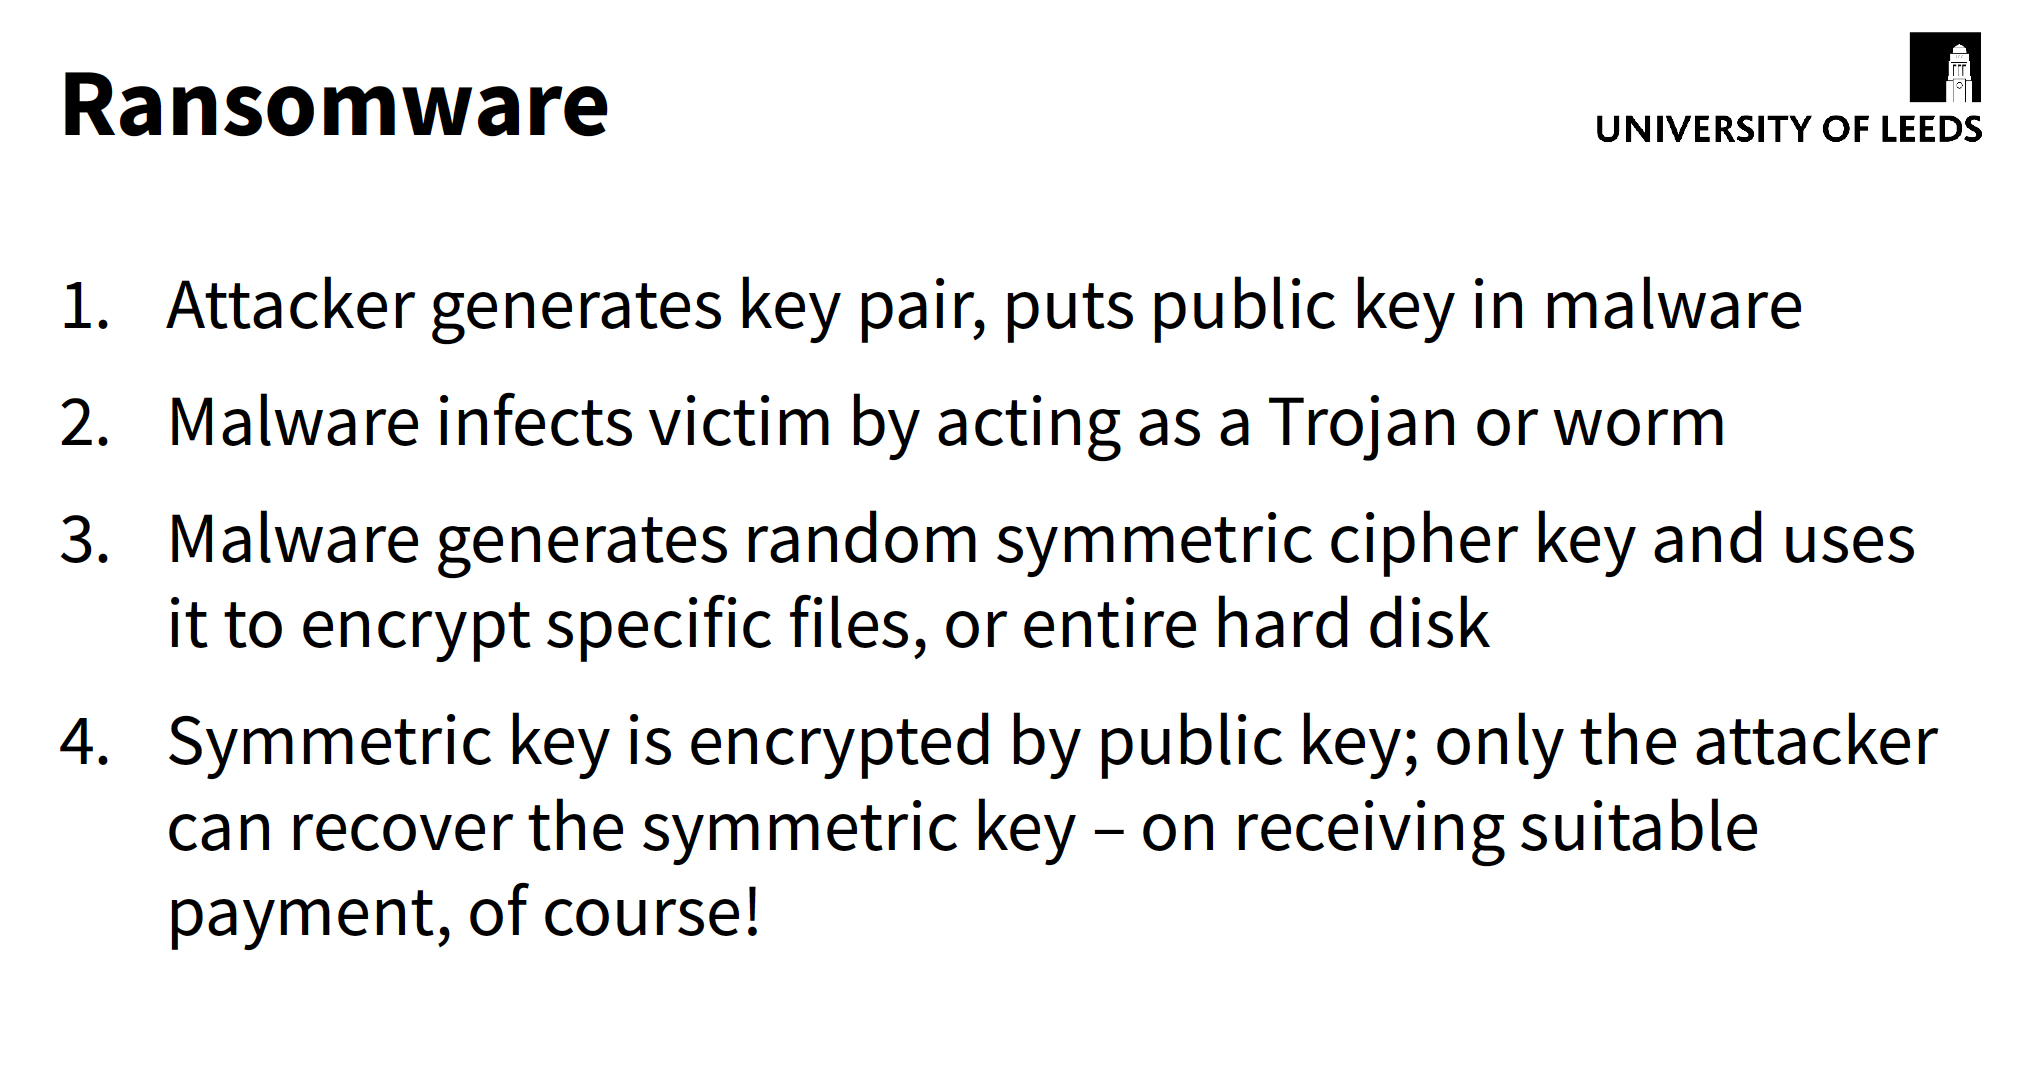 Ransomware
UNIVERSITY OF LEEDS
1. Attacker generates key pair, puts public key in malware
2. Malware infects victim by acting as a Trojan or worm
3. Malware generates random symmetric cipher key and uses
it to encrypt specific files, or entire hard disk
4. Symmetric key is encrypted by public key; only the attacker
can recover the symmetric key – on receiving suitable
payment, of course!